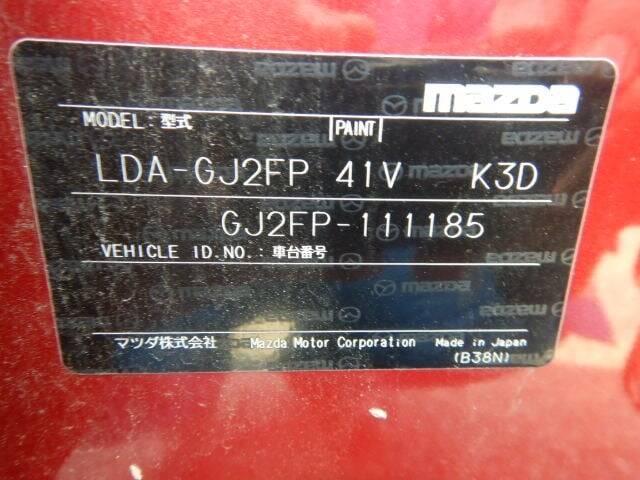 mazda
MODEL: 型式 PAINT
LDA-GJ2FP 41V K3D
GJ2FP-111185
VEHICLE ID.NO.: 車台番号
マツダ株式会社 Mazda Motor Corporation Made in Japan
(B38N)